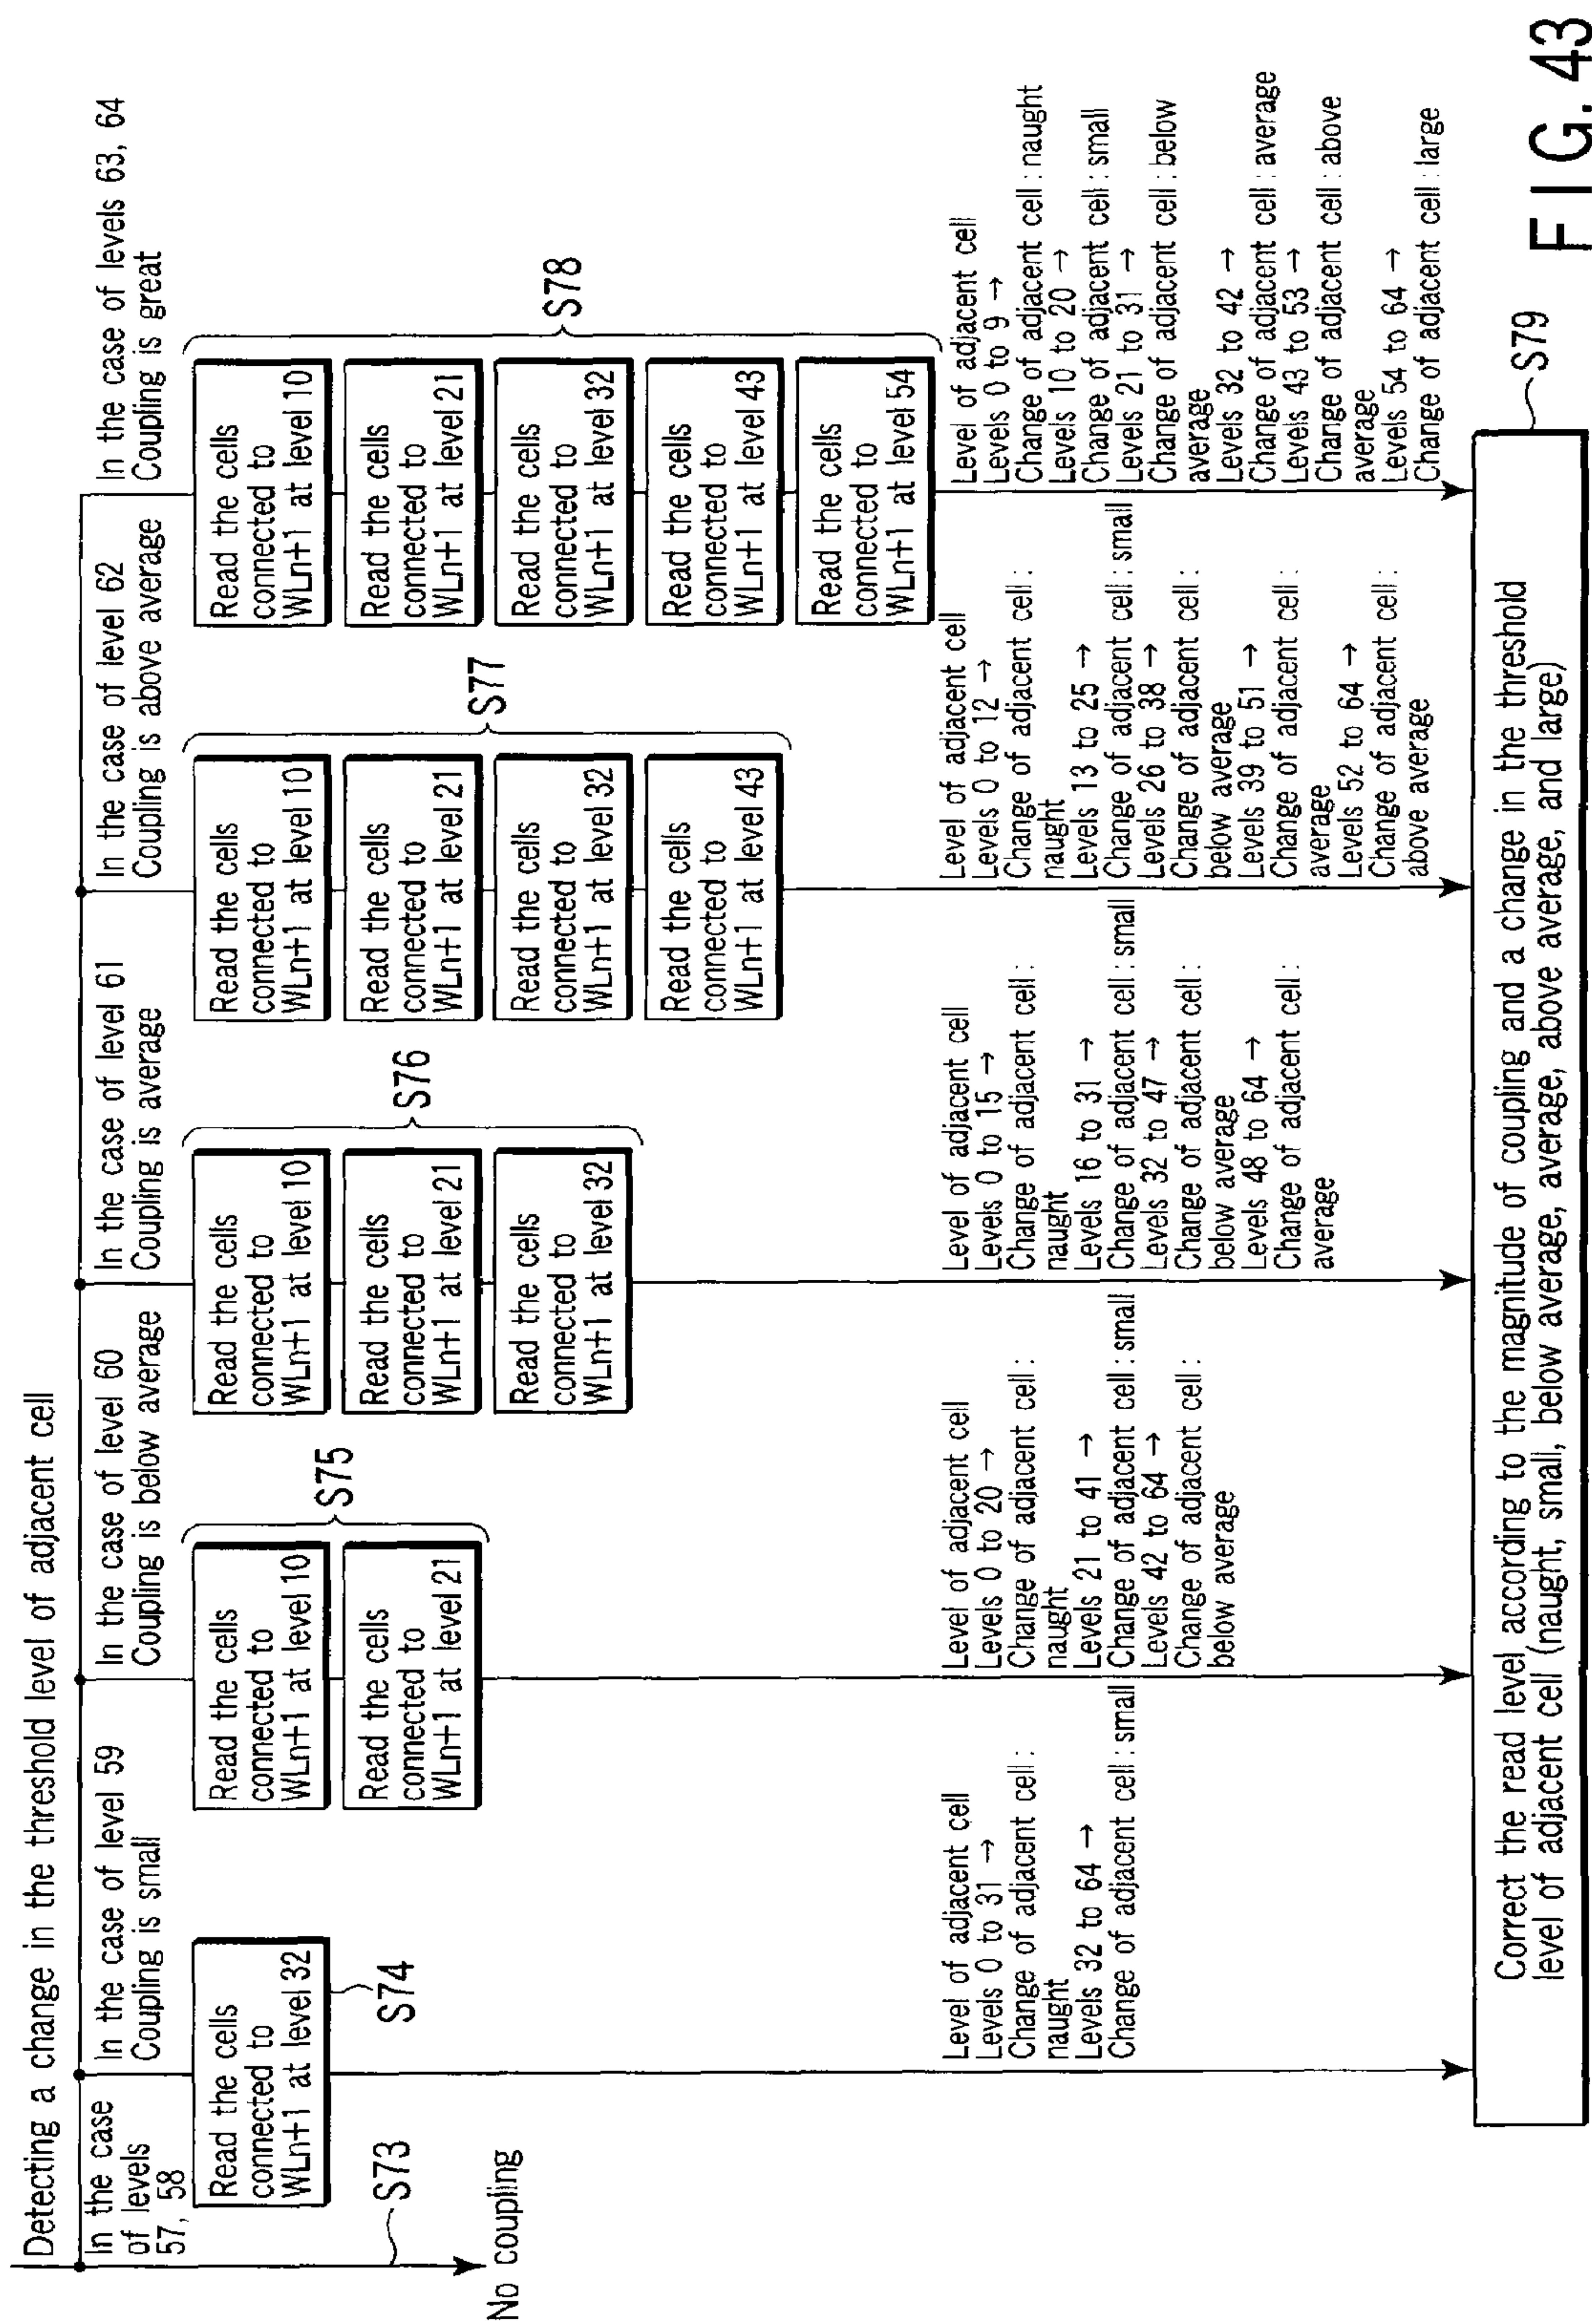 Detecting a change in the threshold level of adjacent cell
In the case
of levels
57, 58
S73
No coupling
In the case of level 59
Coupling is small
Read the cells
connected to
WLn+1 at level 32
S74
Level of adjacent cell
Levels 0 to 31 →
Change of adjacent cell :
naught
Levels 32 to 64 →
Change of adjacent cell : small
In the case of level 60
Coupling is below average
Read the cells
connected to
WLn+1 at level 10
Read the cells
connected to
WLn+1 at level 21
S75
Level of adjacent cell
Levels 0 to 20 →
Change of adjacent cell :
naught
Levels 21 to 41 →
Change of adjacent cell : small
Levels 42 to 64 →
Change of adjacent cell :
below average
In the case of level 61
Coupling is average
Read the cells
connected to
WLn+1 at level 10
Read the cells
connected to
WLn+1 at level 21
Read the cells
connected to
WLn+1 at level 32
S76
Level of adjacent cell
Levels 0 to 15 →
Change of adjacent cell :
naught
Levels 16 to 31 →
Change of adjacent cell : small
Levels 32 to 47 →
Change of adjacent cell :
below average
Levels 48 to 64 →
Change of adjacent cell :
average
In the case of level 62
Coupling is above average
Read the cells
connected to
WLn+1 at level 10
Read the cells
connected to
WLn+1 at level 21
Read the cells
connected to
WLn+1 at level 32
Read the cells
connected to
WLn+1 at level 43
S77
Level of adjacent cell
Levels 0 to 12 →
Change of adjacent cell :
naught
Levels 13 to 25 →
Change of adjacent cell : small
Levels 26 to 38 →
Change of adjacent cell :
below average
Levels 39 to 51 →
Change of adjacent cell :
average
Levels 52 to 64 →
Change of adjacent cell :
above average
In the case of levels 63, 64
Coupling is great
Read the cells
connected to
WLn+1 at level 10
Read the cells
connected to
WLn+1 at level 21
Read the cells
connected to
WLn+1 at level 32
Read the cells
connected to
WLn+1 at level 43
Read the cells
connected to
WLn+1 at level 54
S78
Level of adjacent cell
Levels 0 to 9 →
Change of adjacent cell : naught
Levels 10 to 20 →
Change of adjacent cell : small
Levels 21 to 31 →
Change of adjacent cell : below
average
Levels 32 to 42 →
Change of adjacent cell : average
Levels 43 to 53 →
Change of adjacent cell : above
average
Levels 54 to 64 →
Change of adjacent cell : large
Correct the read level according to the magnitude of coupling and a change in the threshold
level of adjacent cell (naught, small, below average, average, above average, and large)
S79
FIG. 43